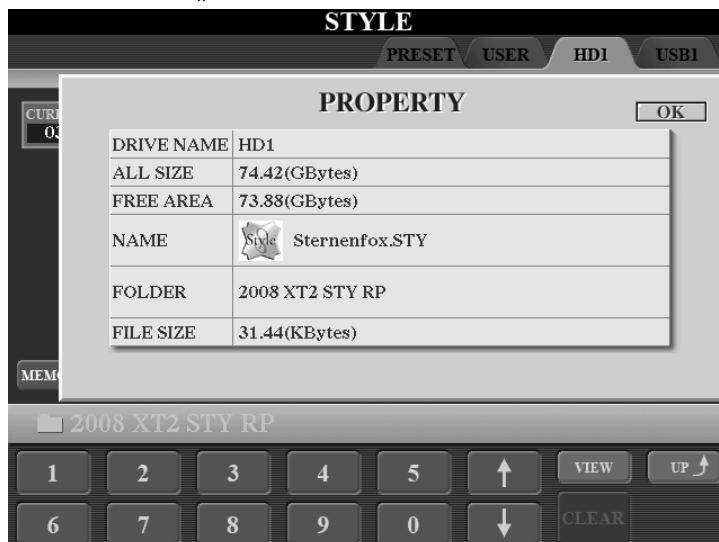 STYLE
PRESET USER HD1 USB1
PROPERTY
OK
DRIVE NAME HD1
ALL SIZE 74.42(GBytes)
FREE AREA 73.88(GBytes)
NAME Style Sternenfox.STY
FOLDER 2008 XT2 STY RP
FILE SIZE 31.44(KBytes)
2008 XT2 STY RP
1 2 3 4 5 VIEW UP
6 7 8 9 0 CLEAR